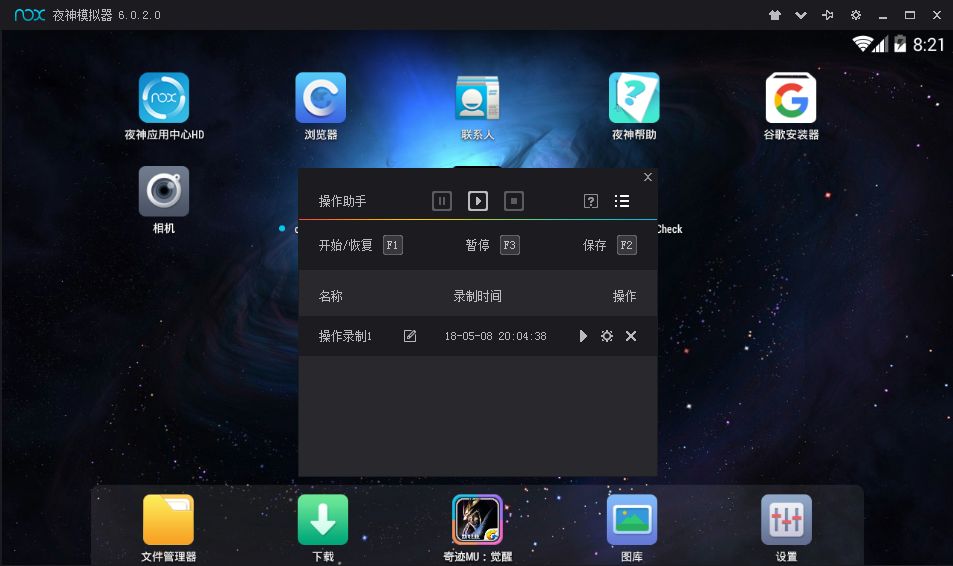 nox 夜神模拟器 6.0.2.0
8:21
nox
夜神应用中心HD
浏览器
联系人
夜神帮助
谷歌安装器
相机
Check
操作助手
开始/恢复 F1 暂停 F3 保存 F2
名称 录制时间 操作
操作录制1 18-05-08 20:04:38
文件管理器
下载
奇迹MU：觉醒
图库
设置